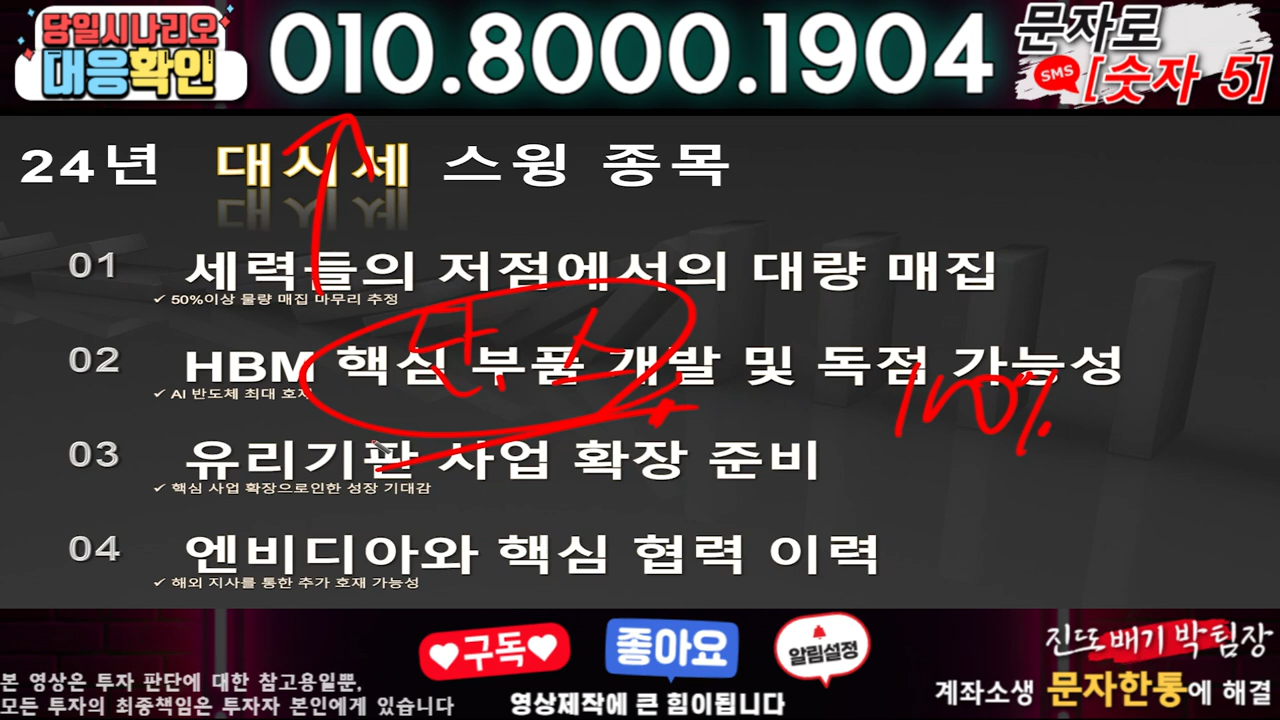 당일시나리오
대응확인
010.8000.1904
문자로
SMS
[숫자 5]
24년 대시세 스윙 종목
01 세력들의 저점에서의 대량 매집
✓ 50%이상 물량 매집 마무리 추정
02 HBM 핵심 부품 개발 및 독점 가능성
✓ AI 반도체 최대 호재
100%
03 유리기판 사업 확장 준비
✓ 핵심 사업 확장으로인한 성장 기대감
04 엔비디아와 핵심 협력 이력
✓ 해외 지사를 통한 추가 호재 가능성
구독
좋아요
알림설정
영상제작에 큰 힘이됩니다
본 영상은 투자 판단에 대한 참고용일뿐,
모든 투자의 최종책임은 투자자 본인에게 있습니다
진또배기 박팀장
계좌소생 문자한통에 해결